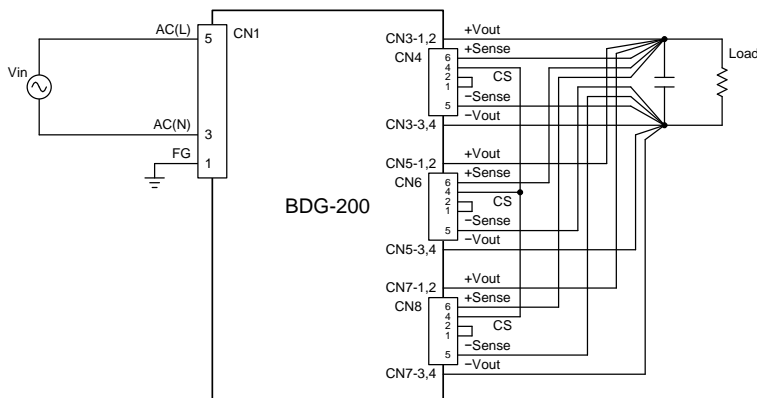 AC(L)
5
CN1
Vin
AC(N)
3
FG
1
BDG-200
CN3-1,2
+Vout
+Sense
CN4
6
4
2
CS
1
−Sense
5
−Vout
CN3-3,4
CN5-1,2
+Vout
+Sense
CN6
6
4
2
CS
1
−Sense
5
−Vout
CN5-3,4
CN7-1,2
+Vout
+Sense
CN8
6
4
2
CS
1
−Sense
5
−Vout
CN7-3,4
Load